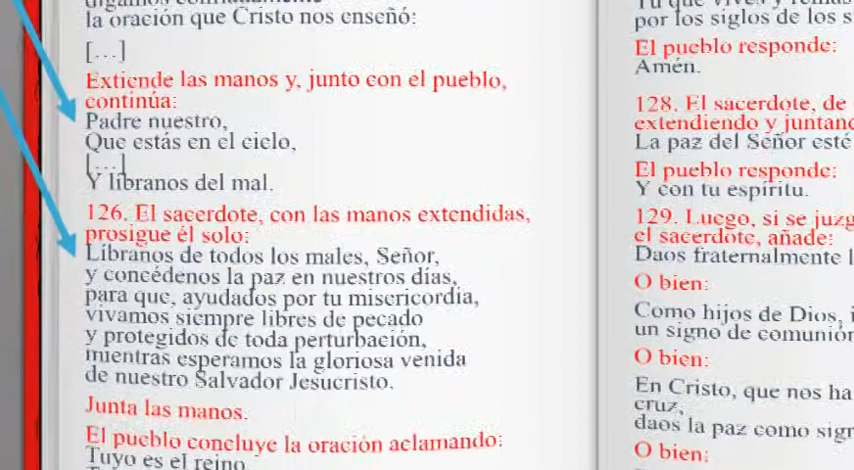 la oración que Cristo nos enseñó:
[...]
Extiende las manos y, junto con el pueblo,
continúa:
Padre nuestro,
Que estás en el cielo,
[...]
Y líbranos del mal.
126. El sacerdote, con las manos extendidas,
prosigue él solo:
Líbranos de todos los males, Señor,
y concédenos la paz en nuestros días,
para que, ayudados por tu misericordia,
vivamos siempre libres de pecado
y protegidos de toda perturbación,
mientras esperamos la gloriosa venida
de nuestro Salvador Jesucristo.
Junta las manos.
El pueblo concluye la oración aclamando:
Tuyo es el reino,
por los siglos de los
El pueblo responde:
Amén.
128. El sacerdote, de
extendiendo y
La paz del Señor esté
El pueblo responde:
Y con tu espíritu.
129. Luego, si se
el sacerdote, añade:
Daos fraternalmente
O bien:
Como hijos de Dios,
un signo de
O bien:
En Cristo, que nos ha
cruz,
daos la paz como
O bien: